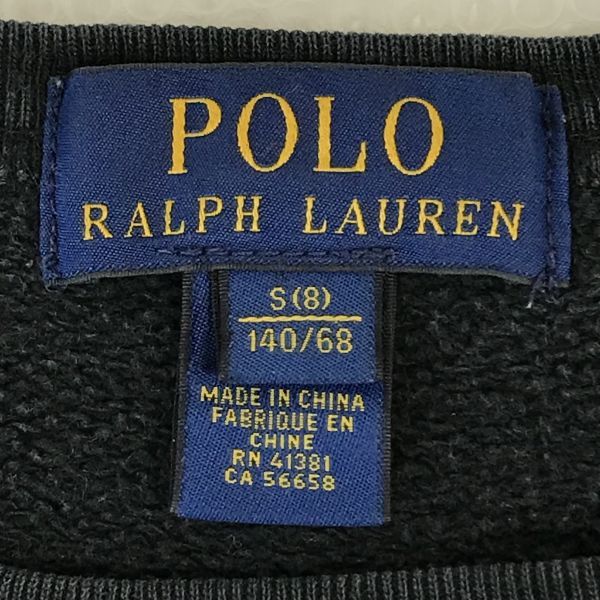 POLO
RALPH LAUREN
S(8)
140/68
MADE IN CHINA
FABRIQUE EN
CHINE
RN 41381
CA 56658